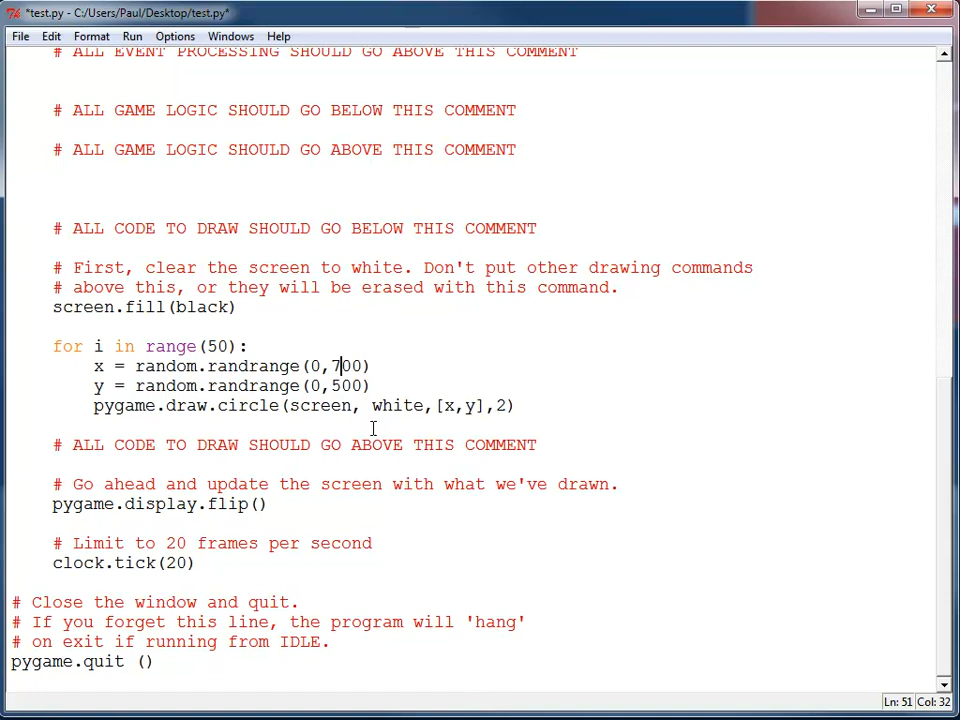 *test.py - C:/Users/Paul/Desktop/test.py*
File Edit Format Run Options Windows Help
# ALL EVENT PROCESSING SHOULD GO ABOVE THIS COMMENT
# ALL GAME LOGIC SHOULD GO BELOW THIS COMMENT
# ALL GAME LOGIC SHOULD GO ABOVE THIS COMMENT
# ALL CODE TO DRAW SHOULD GO BELOW THIS COMMENT
# First, clear the screen to white. Don't put other drawing commands
# above this, or they will be erased with this command.
screen.fill(black)
for i in range(50):
x = random.randrange(0,700)
y = random.randrange(0,500)
pygame.draw.circle(screen, white,[x,y],2)
# ALL CODE TO DRAW SHOULD GO ABOVE THIS COMMENT
# Go ahead and update the screen with what we've drawn.
pygame.display.flip()
# Limit to 20 frames per second
clock.tick(20)
# Close the window and quit.
# If you forget this line, the program will 'hang'
# on exit if running from IDLE.
pygame.quit ()
Ln: 51 Col: 32